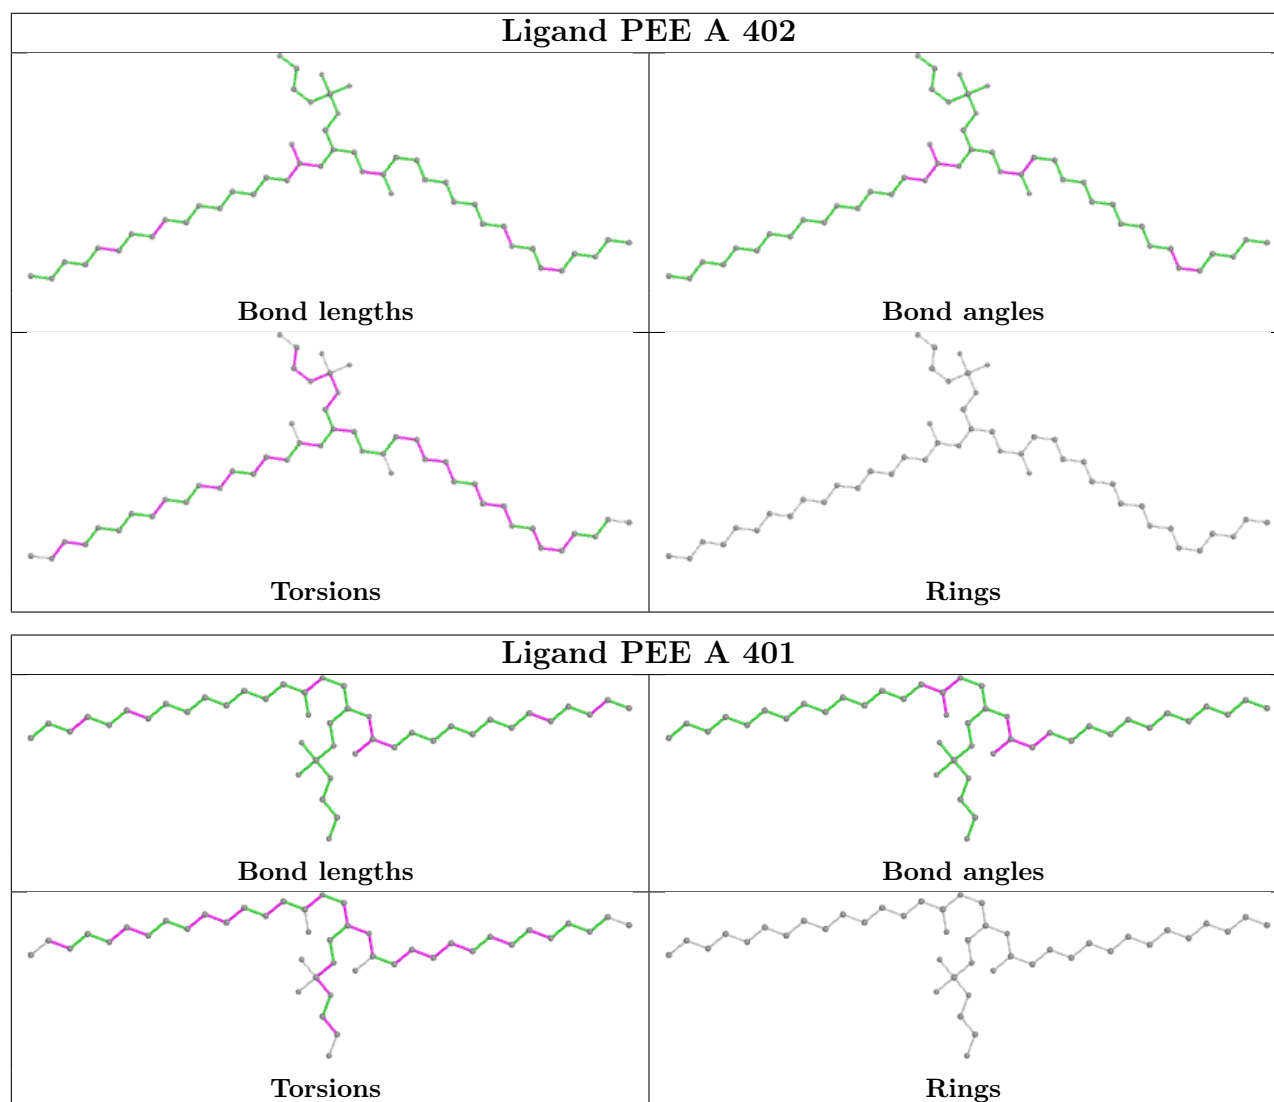 Ligand PEE A 402
Bond lengths
Bond angles
Torsions
Rings
Ligand PEE A 401
Bond lengths
Bond angles
Torsions
Rings